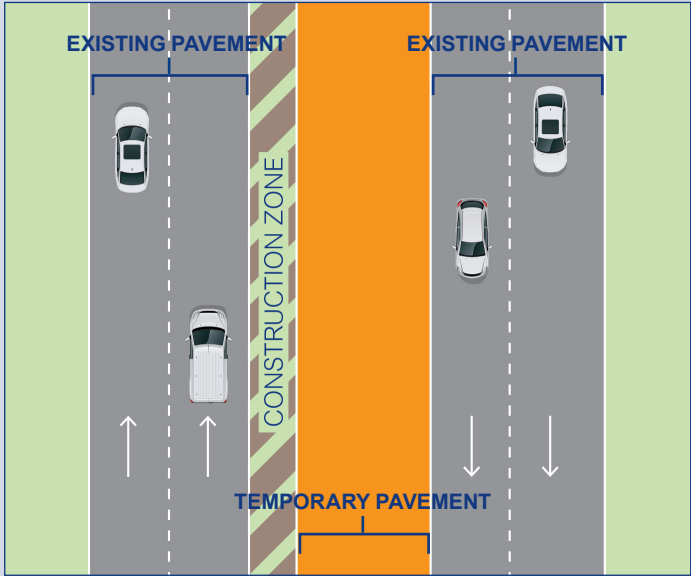 EXISTING PAVEMENT
EXISTING PAVEMENT
CONSTRUCTION ZONE
TEMPORARY PAVEMENT